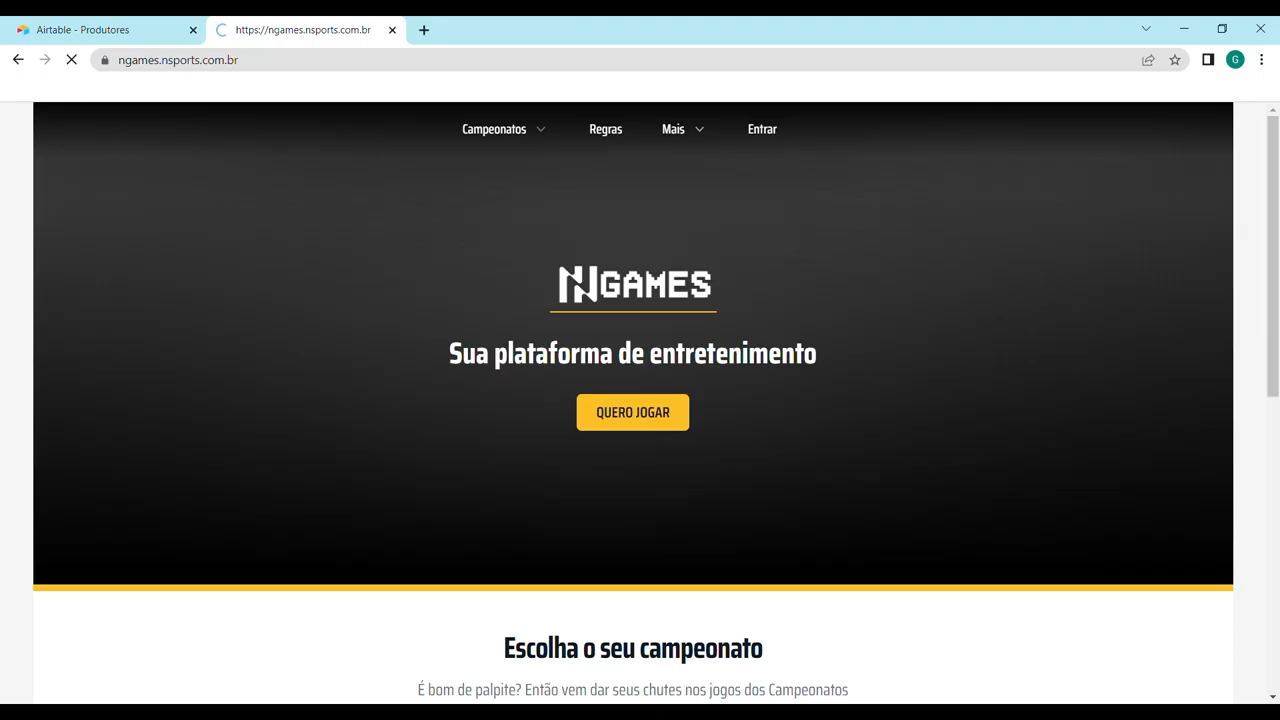 Airtable - Produtores
https://ngames.nsports.com.br
ngames.nsports.com.br
G
Campeonatos
Regras
Mais
Entrar
NGAMES
Sua plataforma de entretenimento
QUERO JOGAR
Escolha o seu campeonato
É bom de palpite? Então vem dar seus chutes nos jogos dos Campeonatos